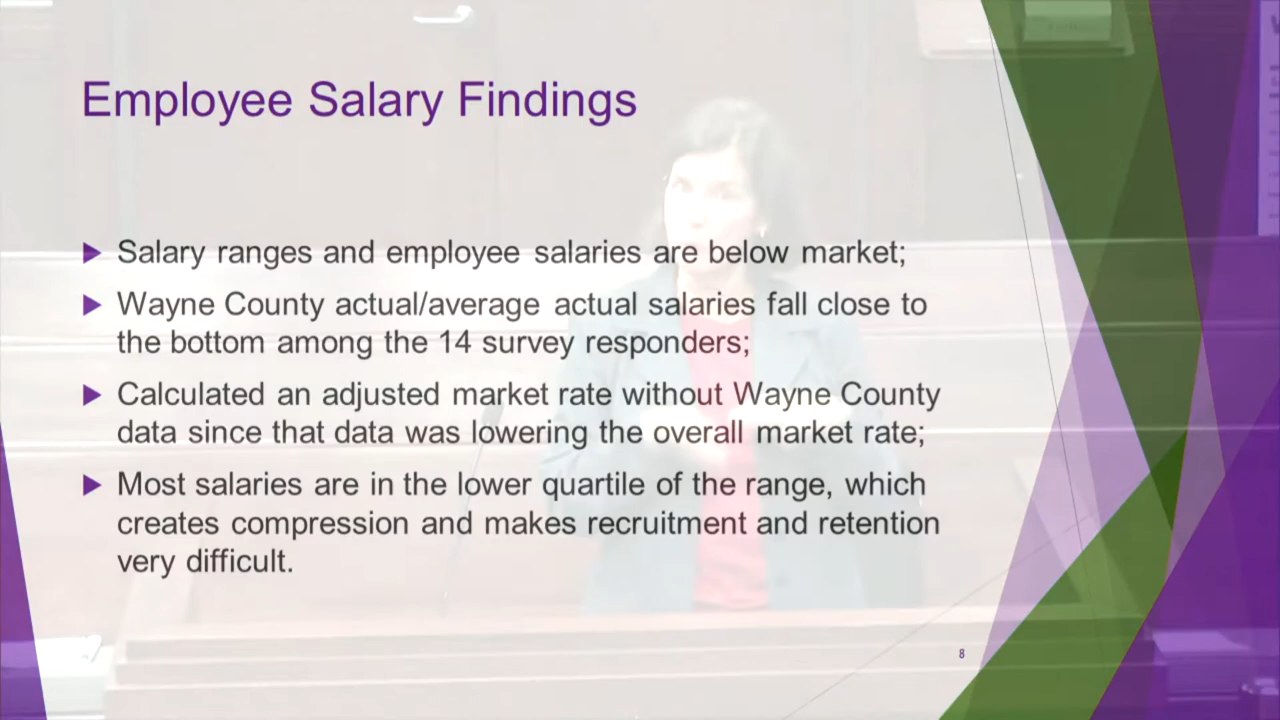 Employee Salary Findings
Salary ranges and employee salaries are below market;
Wayne County actual/average actual salaries fall close to
the bottom among the 14 survey responders;
Calculated an adjusted market rate without Wayne County
data since that data was lowering the overall market rate;
Most salaries are in the lower quartile of the range, which
creates compression and makes recruitment and retention
very difficult.
8